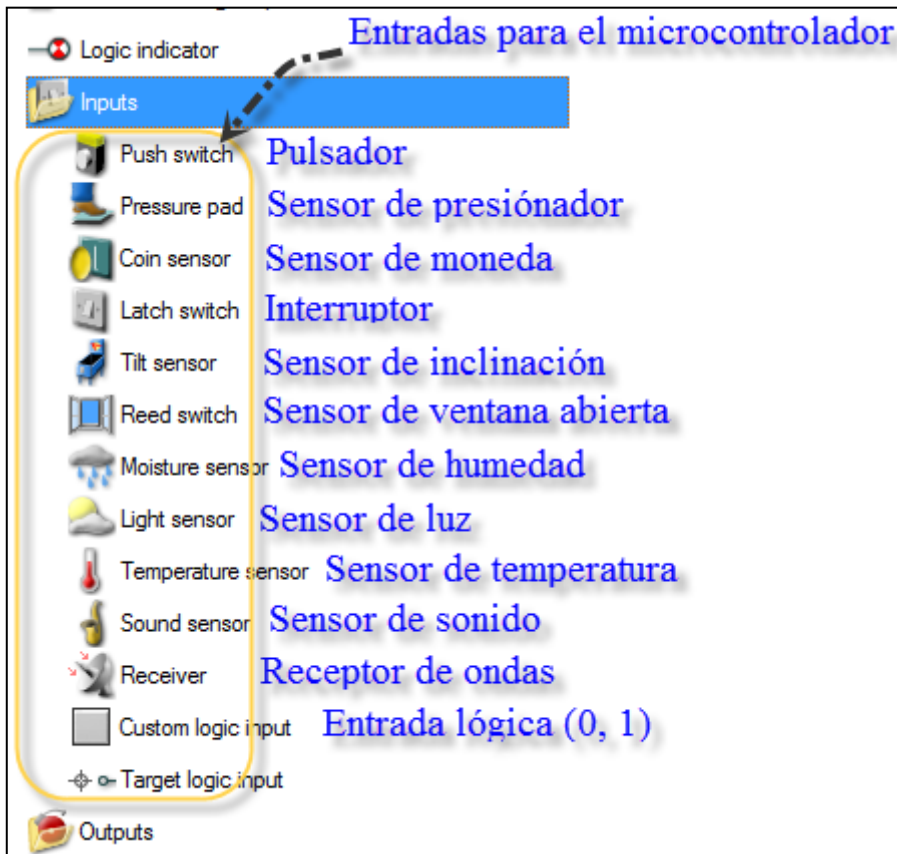 Entradas para el microcontrolador
Logic indicator
Inputs
Push switch Pulsador
Pressure pad Sensor de presiónador
Coin sensor Sensor de moneda
Latch switch Interruptor
Tilt sensor Sensor de inclinación
Reed switch Sensor de ventana abierta
Moisture sensor Sensor de humedad
Light sensor Sensor de luz
Temperature sensor Sensor de temperatura
Sound sensor Sensor de sonido
Receiver Receptor de ondas
Custom logic input Entrada lógica (0, 1)
Target logic input
Outputs